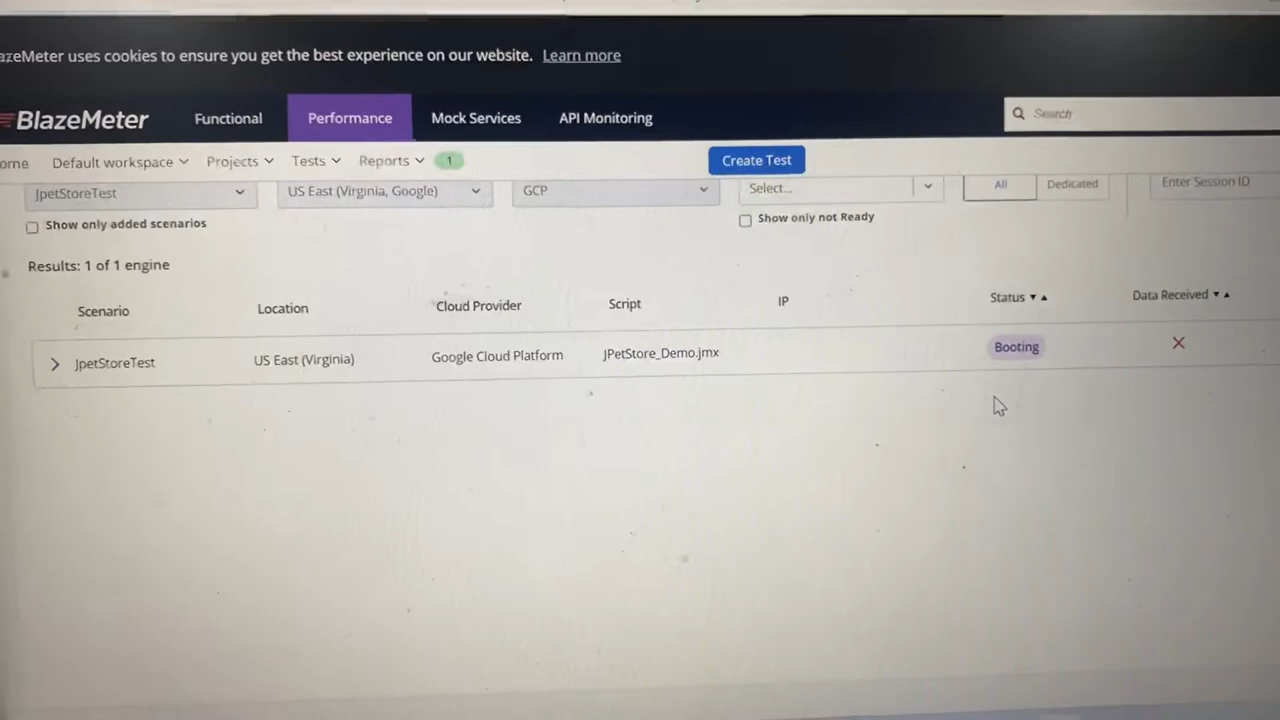 azeMeter uses cookies to ensure you get the best experience on our website. Learn more
BlazeMeter Functional Performance Mock Services API Monitoring Search
ome Default workspace Projects Tests Reports 1 Create Test
JpetStoreTest US East (Virginia, Google) GCP Select... All Dedicated Enter Session ID
Show only added scenarios Show only not Ready
Results: 1 of 1 engine
Scenario Location Cloud Provider Script IP Status Data Received
JpetStoreTest US East (Virginia) Google Cloud Platform JPetStore_Demo.jmx Booting